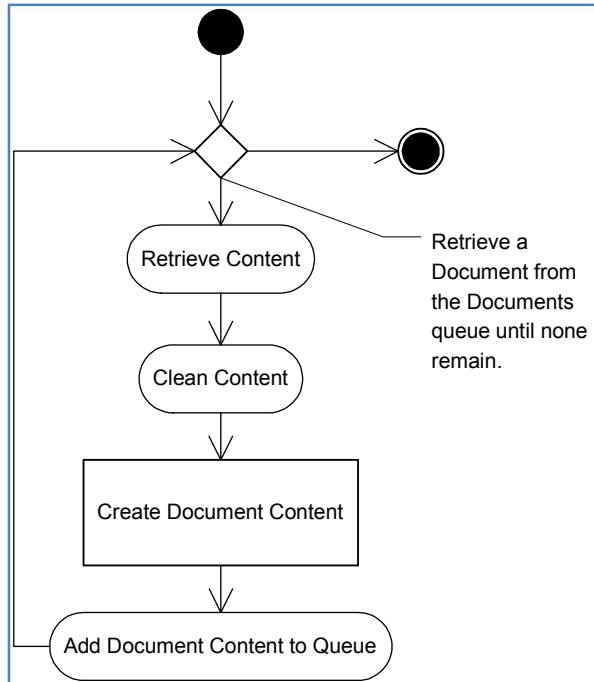 Retrieve Content
Retrieve a
Document from
the Documents
queue until none
remain.
Clean Content
Create Document Content
Add Document Content to Queue